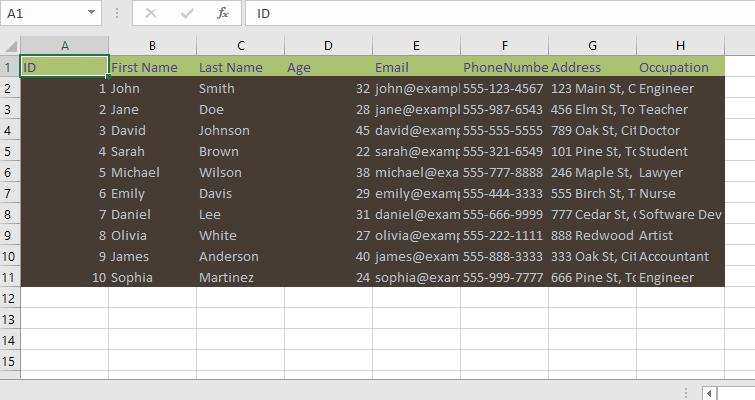 A1 fx ID
A B C D E F G H
1 ID First Name Last Name Age Email PhoneNumbe Address Occupation
2 1 John Smith 32 john@exampl 555-123-4567 123 Main St, C Engineer
3 2 Jane Doe 28 jane@exampl 555-987-6543 456 Elm St, To Teacher
4 3 David Johnson 45 david@examp 555-555-5555 789 Oak St, Cit Doctor
5 4 Sarah Brown 22 sarah@examp 555-321-6549 101 Pine St, To Student
6 5 Michael Wilson 38 michael@exa 555-777-8888 246 Maple St, Lawyer
7 6 Emily Davis 29 emily@examp 555-444-3333 555 Birch St, T Nurse
8 7 Daniel Lee 31 daniel@exam 555-666-9999 777 Cedar St, Software Dev
9 8 Olivia White 27 olivia@exam 555-222-1111 888 Redwood Artist
10 9 James Anderson 40 james@exam 555-888-3333 333 Oak St, Cit Accountant
11 10 Sophia Martinez 24 sophia@exam 555-999-7777 666 Pine St, To Engineer
12
13
14
15